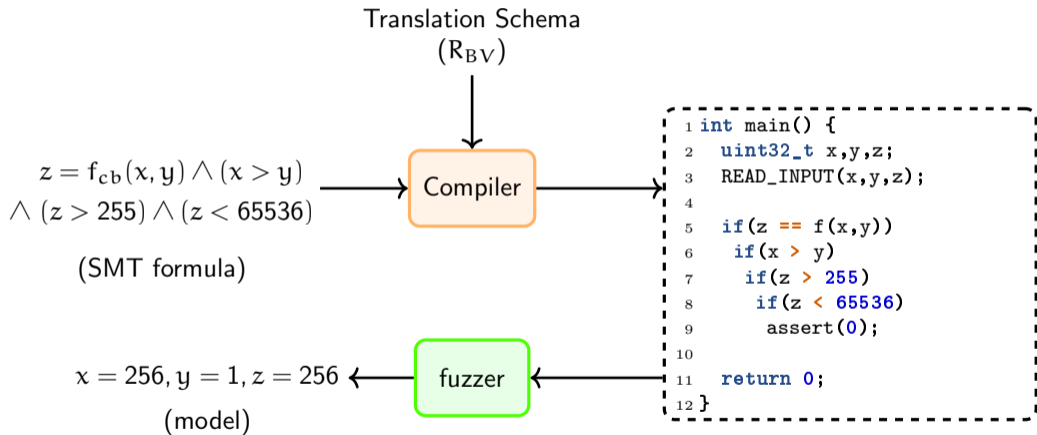 Translation Schema
(R_BV)
z = f_cb(x, y) ∧ (x > y)
∧ (z > 255) ∧ (z < 65536)
(SMT formula)
Compiler
1 int main() {
2 uint32_t x,y,z;
3 READ_INPUT(x,y,z);
4
5 if(z == f(x,y))
6 if(x > y)
7 if(z > 255)
8 if(z < 65536)
9 assert(0);
10
11 return 0;
12 }
fuzzer
x = 256, y = 1, z = 256
(model)